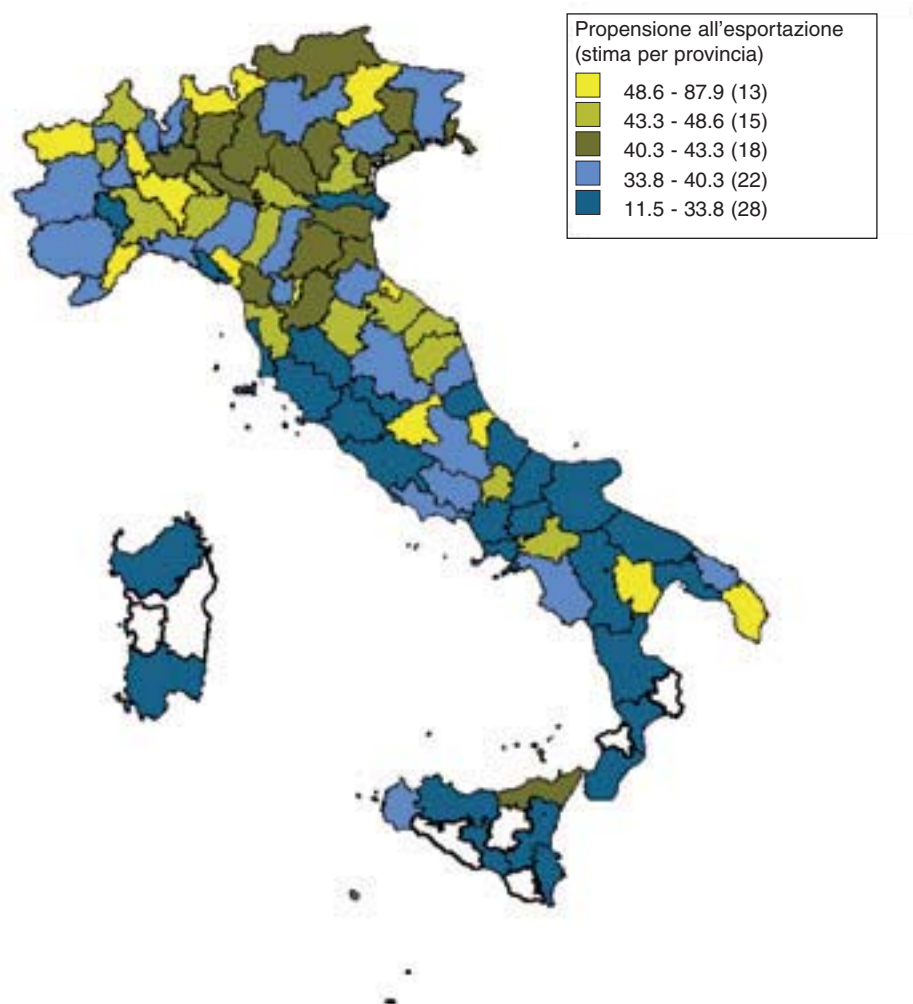 Propensione all'esportazione
(stima per provincia)
48.6 - 87.9 (13)
43.3 - 48.6 (15)
40.3 - 43.3 (18)
33.8 - 40.3 (22)
11.5 - 33.8 (28)